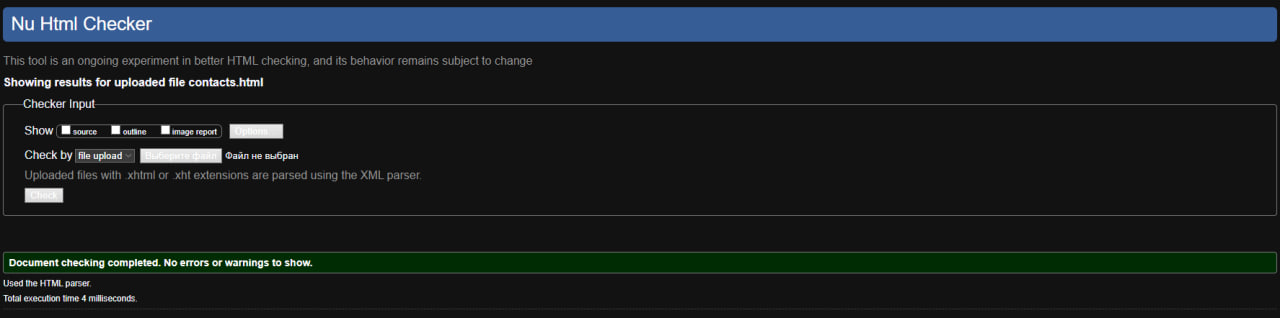 Nu Html Checker
This tool is an ongoing experiment in better HTML checking, and its behavior remains subject to change
Showing results for uploaded file contacts.html
Checker Input
Show source outline image report Options...
Check by file upload Выберите файл Файл не выбран
Uploaded files with .xhtml or .xht extensions are parsed using the XML parser.
Check
Document checking completed. No errors or warnings to show.
Used the HTML parser.
Total execution time 4 milliseconds.